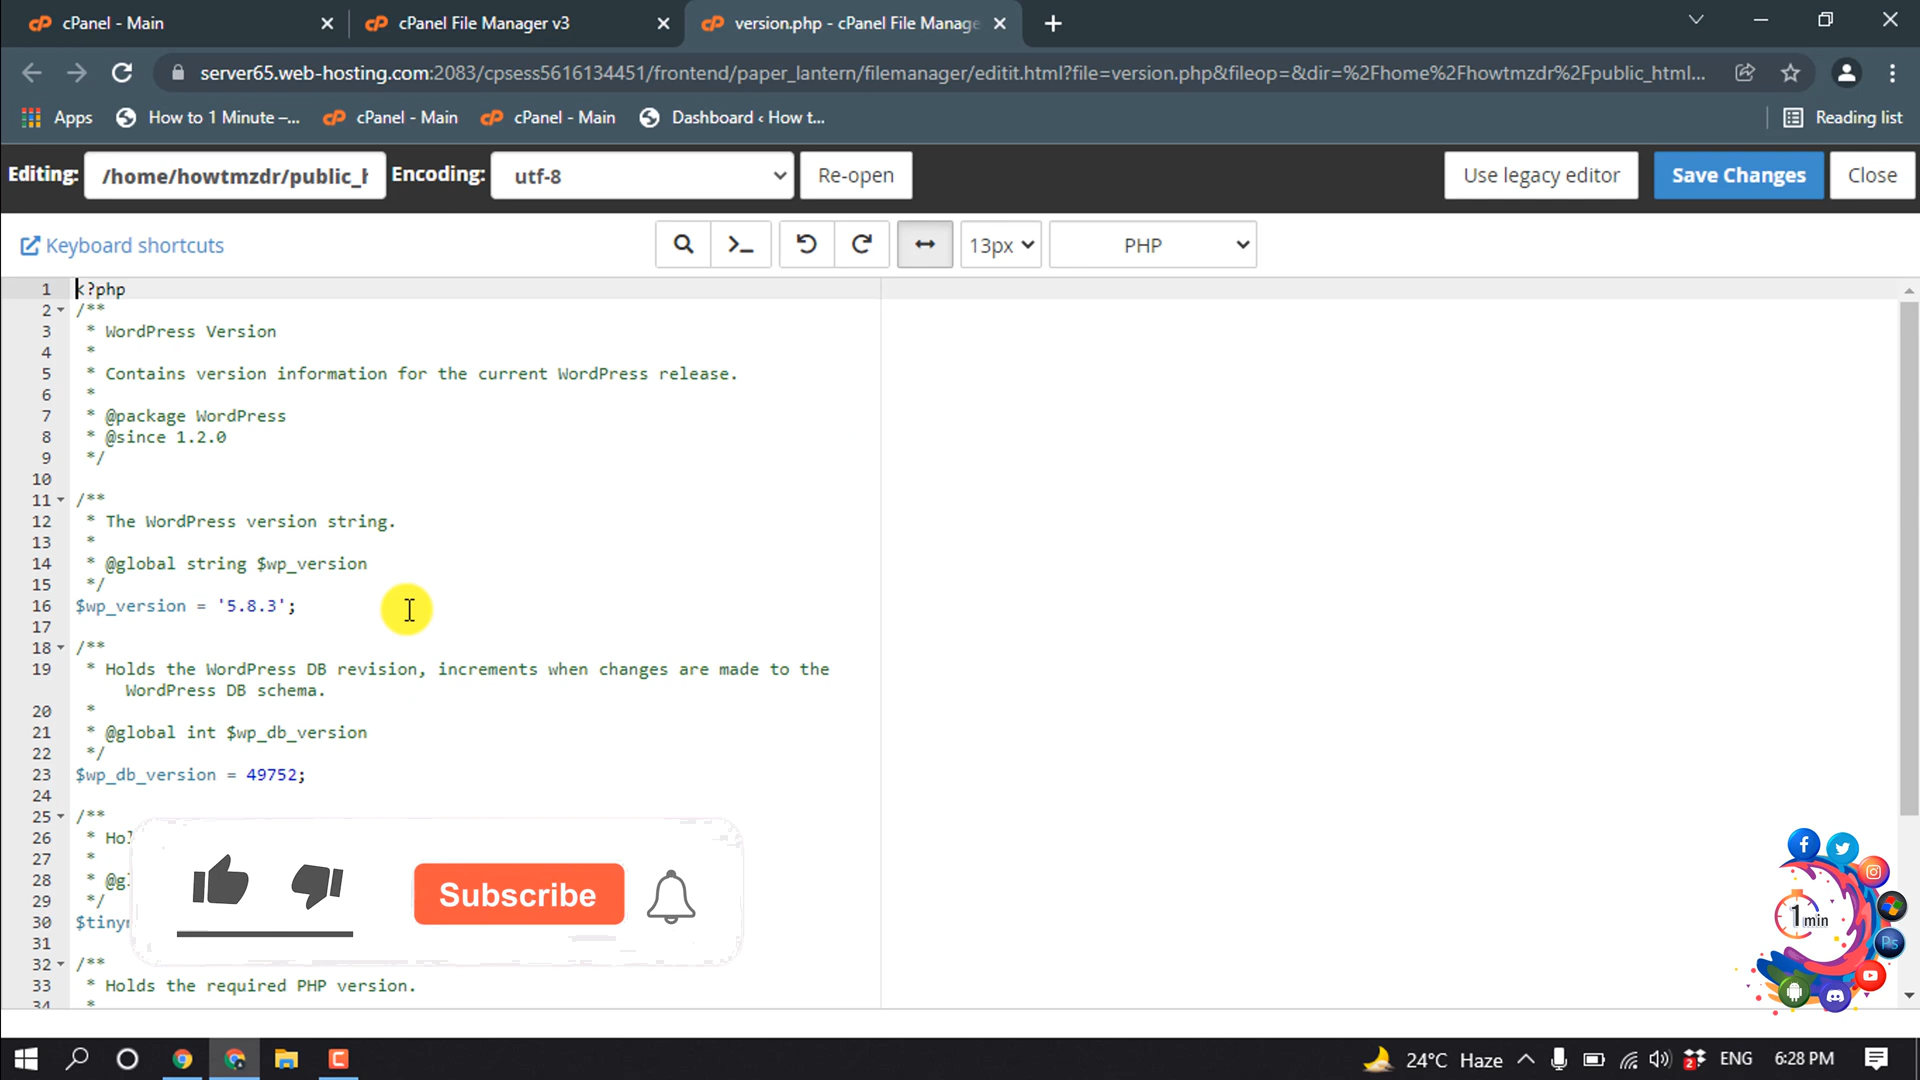 cPanel - Main
cPanel File Manager v3
version.php - cPanel File Manage
server65.web-hosting.com:2083/cpsess5616134451/frontend/paper_lantern/filemanager/editit.html?file=version.php&fileop=&dir=%2Fhome%2Fhowtmzdr%2Fpublic_html...
Apps
How to 1 Minute –...
cPanel - Main
cPanel - Main
Dashboard ‹ How t...
Reading list
Editing:
/home/howtmzdr/public_h
Encoding:
utf-8
Re-open
Use legacy editor
Save Changes
Close
Keyboard shortcuts
13px
PHP
1 <?php
2 /**
3 * WordPress Version
4 *
5 * Contains version information for the current WordPress release.
6 *
7 * @package WordPress
8 * @since 1.2.0
9 */
10
11 /**
12 * The WordPress version string.
13 *
14 * @global string $wp_version
15 */
16 $wp_version = '5.8.3';
17
18 /**
19 * Holds the WordPress DB revision, increments when changes are made to the
WordPress DB schema.
20 *
21 * @global int $wp_db_version
22 */
23 $wp_db_version = 49752;
24
25 /**
26 * Hol
27 *
28 * @gl
29 */
30 $tinym
31
32 /**
33 * Holds the required PHP version.
34 *
Subscribe
1 min
Ps
24°C Haze
2
ENG
6:28 PM